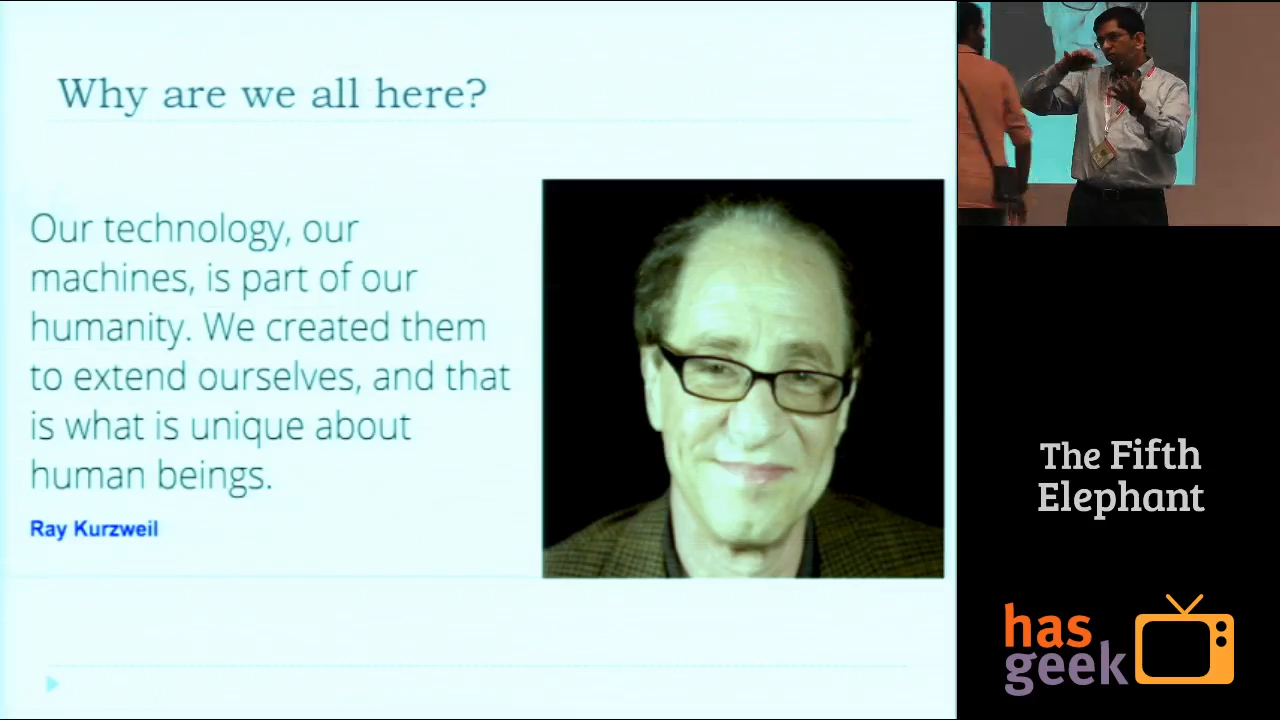 Why are we all here?
Our technology, our
machines, is part of our
humanity. We created them
to extend ourselves, and that
is what is unique about
human beings.
Ray Kurzweil
The Fifth
Elephant
has
geek